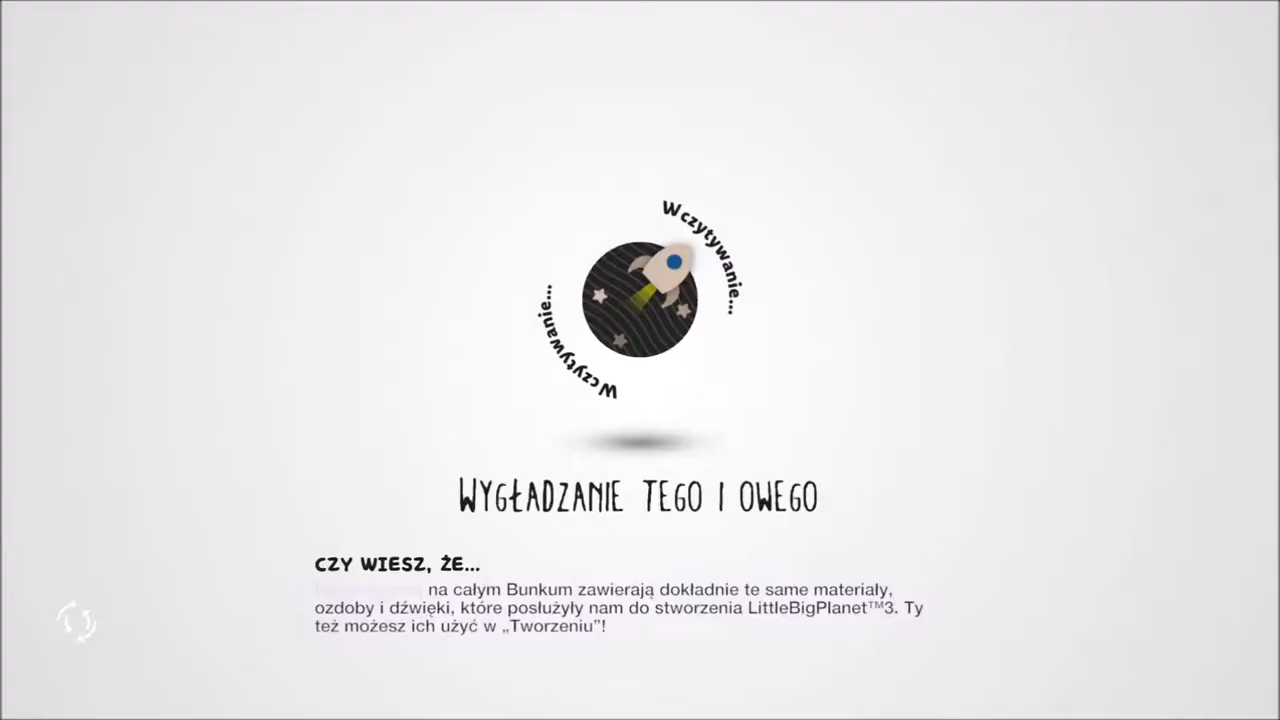 Wczytywanie...
Wczytywanie...
WYGŁADZANIE TEGO I OWEGO
CZY WIESZ, ŻE...
na całym Bunkum zawierają dokładnie te same materiały,
ozdoby i dźwięki, które posłużyły nam do stworzenia LittleBigPlanet™3. Ty
też możesz ich użyć w „Tworzeniu”!